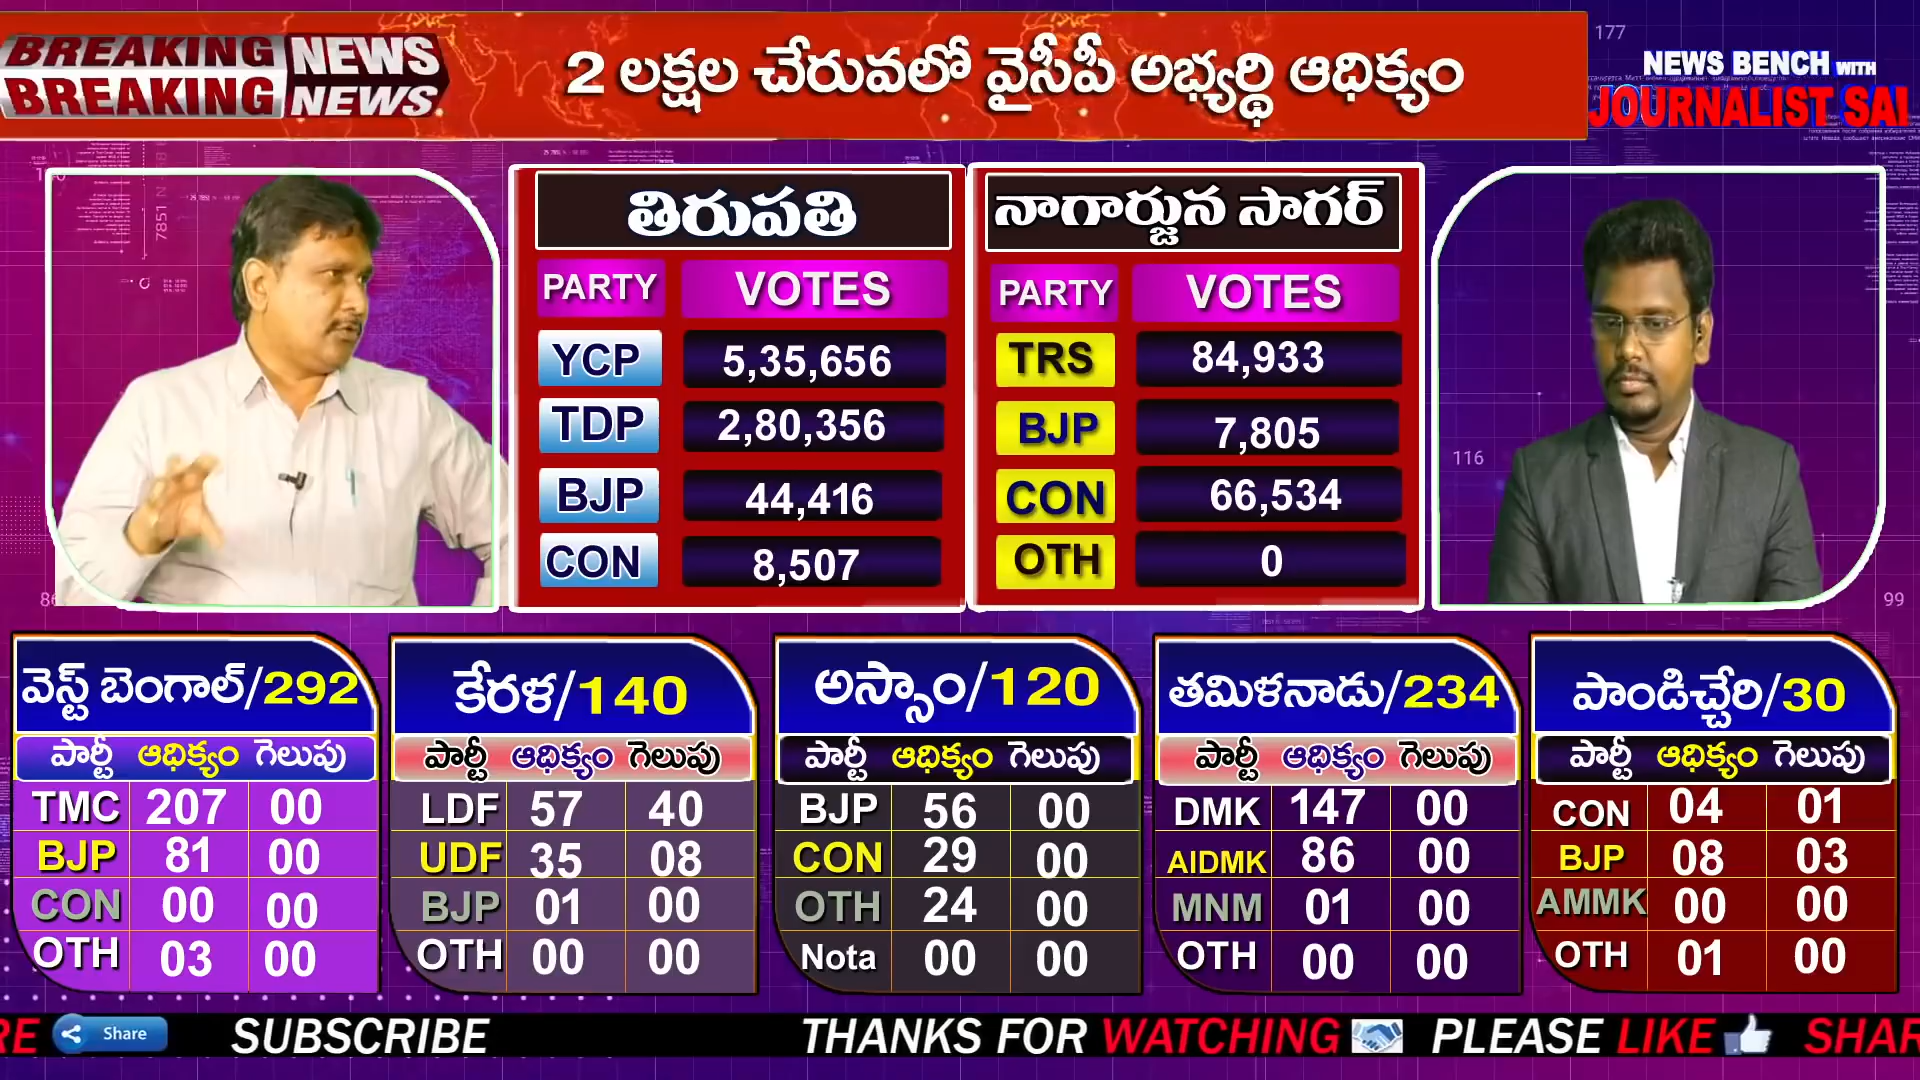 BREAKING NEWS
BREAKING NEWS
2 లక్షల చేరువలో వైసీపీ అభ్యర్థి ఆధిక్యం
177
NEWS BENCH WITH
JOURNALIST SAI
తిరుపతి
PARTY VOTES
YCP 5,35,656
TDP 2,80,356
BJP 44,416
CON 8,507
నాగార్జున సాగర్
PARTY VOTES
TRS 84,933
BJP 7,805
CON 66,534
OTH 0
7851
116
99
వెస్ట్ బెంగాల్/292
పార్టీ ఆధిక్యం గెలుపు
TMC 207 00
BJP 81 00
CON 00 00
OTH 03 00
కేరళ/140
పార్టీ ఆధిక్యం గెలుపు
LDF 57 40
UDF 35 08
BJP 01 00
OTH 00 00
అస్సాం/120
పార్టీ ఆధిక్యం గెలుపు
BJP 56 00
CON 29 00
OTH 24 00
Nota 00 00
తమిళనాడు/234
పార్టీ ఆధిక్యం గెలుపు
DMK 147 00
AIDMK 86 00
MNM 01 00
OTH 00 00
పాండిచ్చేరి/30
పార్టీ ఆధిక్యం గెలుపు
CON 04 01
BJP 08 03
AMMK 00 00
OTH 01 00
RE Share SUBSCRIBE THANKS FOR WATCHING PLEASE LIKE SHAR